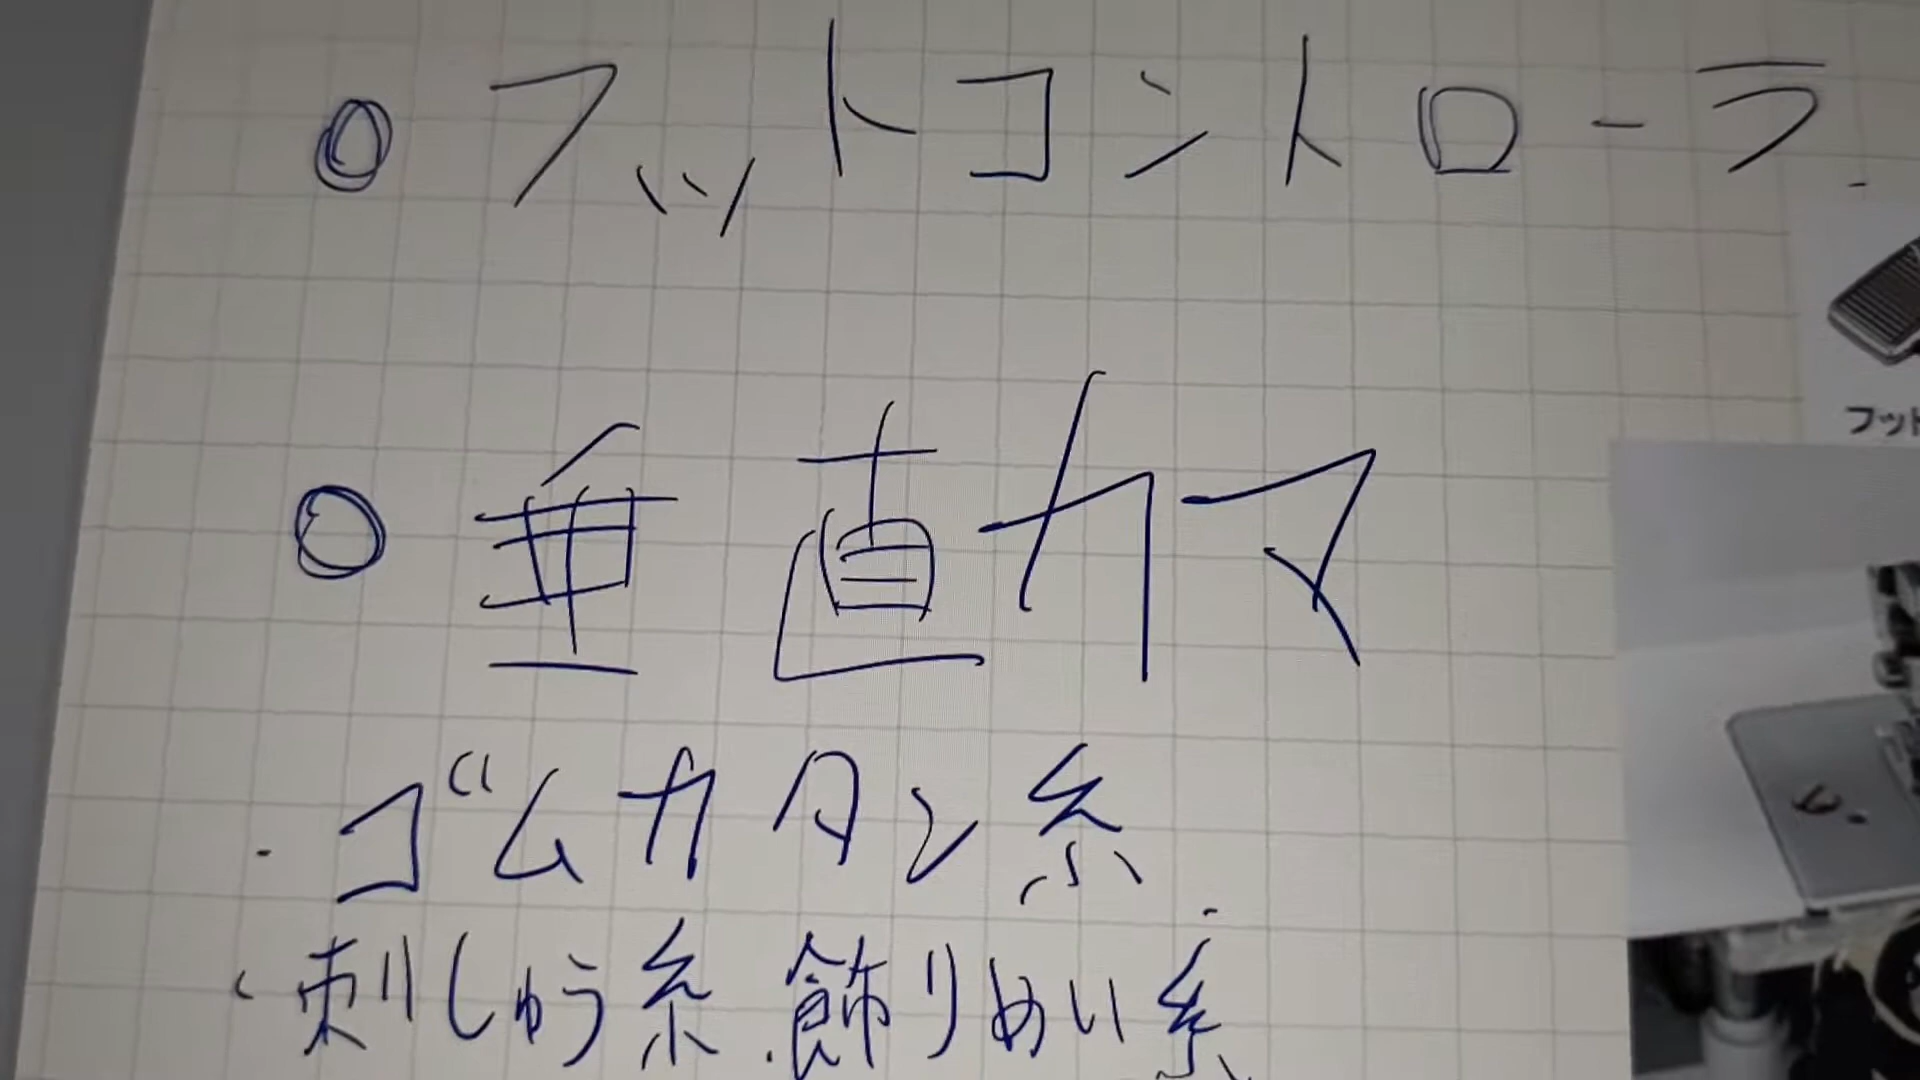 ○フットコントローラ
フット
○垂直カマ
・ゴムカタン糸
・刺しゅう糸.飾りぬい糸